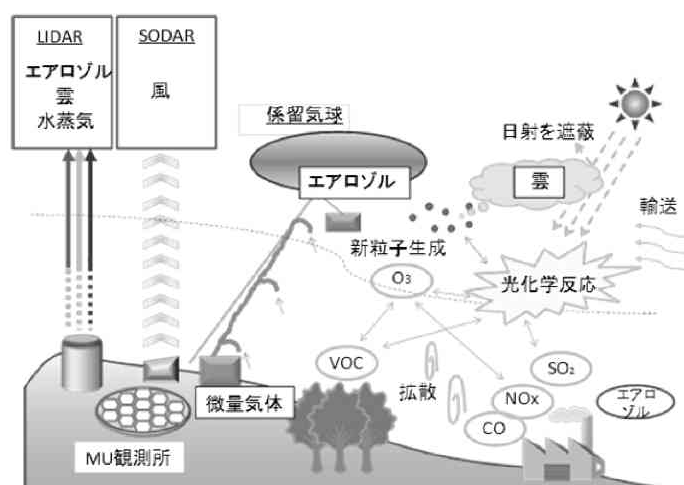 LIDAR
エアロゾル
雲
水蒸気
SODAR
風
係留気球
エアロゾル
日射を遮蔽
雲
輸送
新粒子生成
O₃
光化学反応
VOC
拡散
SO₂
NOx
CO
エアロ
ゾル
微量気体
MU観測所